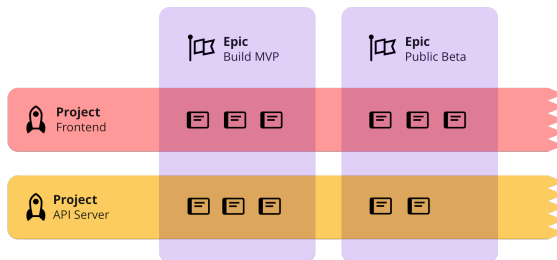 Epic
Build MVP
Epic
Public Beta
Project
Frontend
Project
API Server